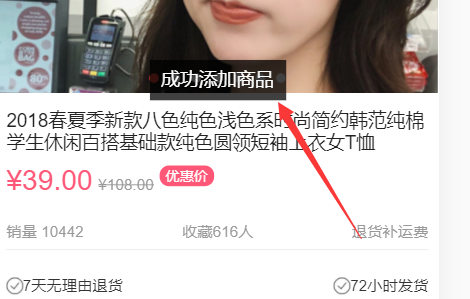 BAG
80%
成功添加商品
2018春夏季新款八色纯色浅色系时尚简约韩范纯棉
学生休闲百搭基础款纯色圆领短袖上衣女T恤
¥39.00 ¥108.00 优惠价
销量 10442 收藏616人 退货补运费
7天无理由退货 72小时发货